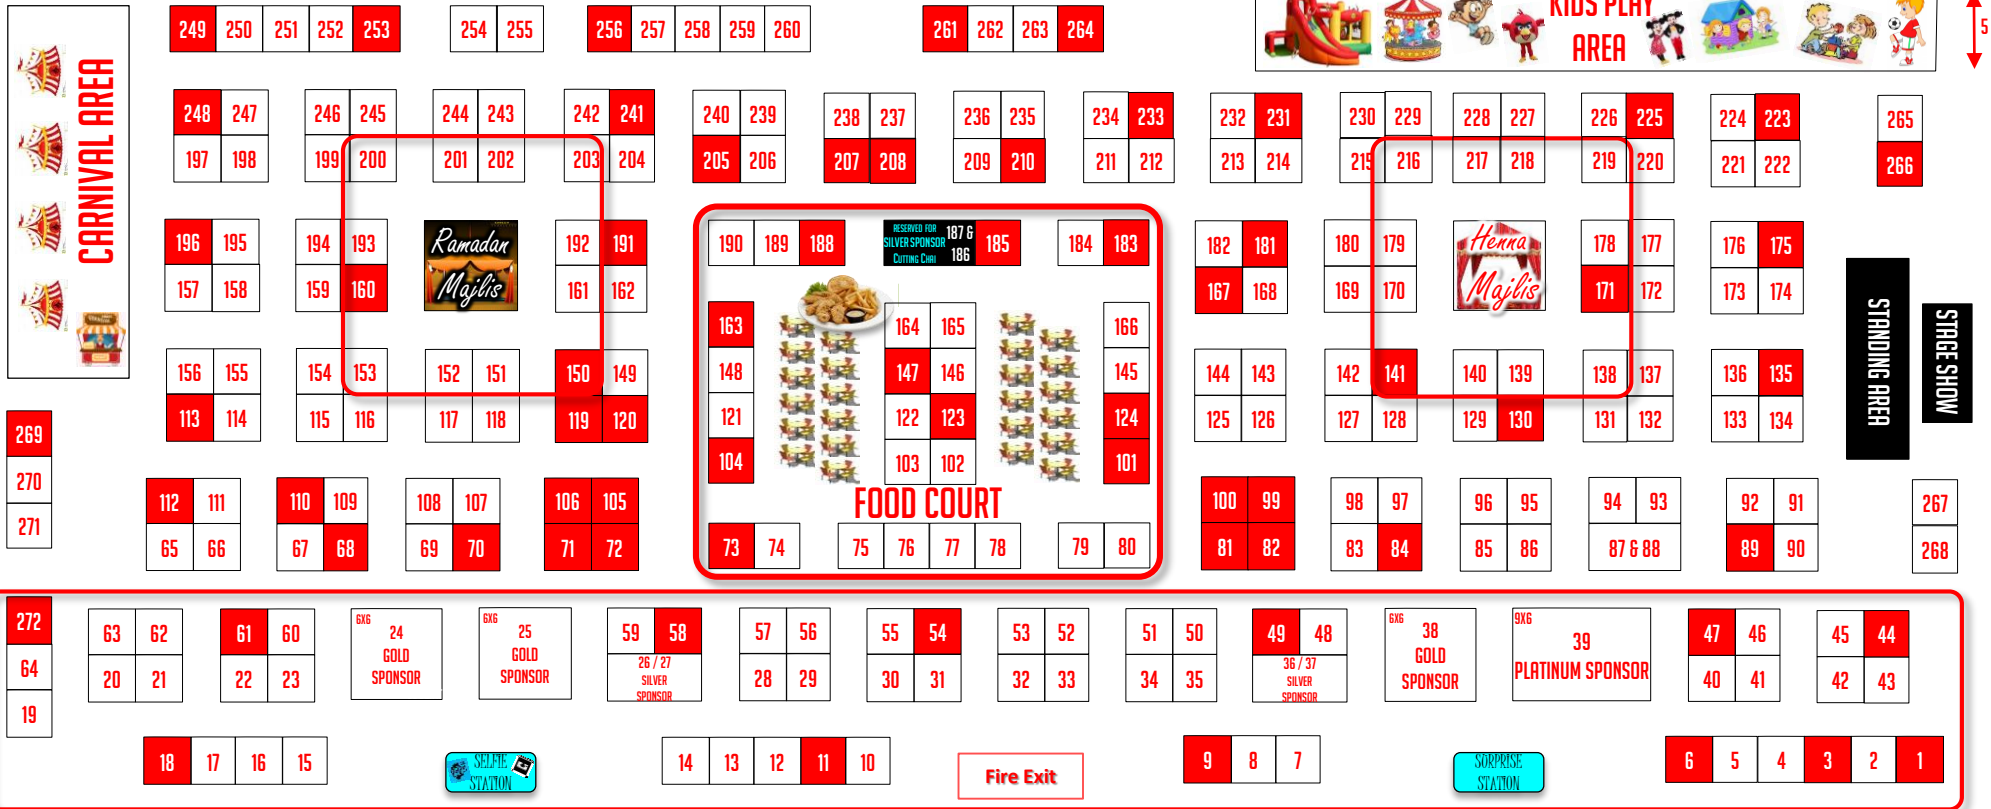 249 250 251 252 253
254 255
256 257 258 259 260
261 262 263 264
KIDS PLAY
AREA
5
CARNIVAL AREA
248 247
197 198
246 245
199 200
244 243
201 202
242 241
203 204
240 239
205 206
238 237
207 208
236 235
209 210
234 233
211 212
232 231
213 214
230 229
215 216
228 227
217 218
226 225
219 220
224 223
221 222
265
266
196 195
157 158
194 193
159 160
Ramadan
Majlis
192 191
161 162
190 189 188
RESERVED FOR
SILVER SPONSOR
CUTTING CHAI
187 &
186
185
184 183
182 181
167 168
180 179
169 170
Henna
Majlis
178 177
171 172
176 175
173 174
STANDING AREA
STAGE SHOW
163
148
121
104
164 165
147 146
122 123
103 102
166
145
124
101
FOOD COURT
73 74
75 76 77 78
79 80
156 155
113 114
154 153
115 116
152 151
117 118
150 149
119 120
144 143
125 126
142 141
127 128
140 139
129 130
138 137
131 132
136 135
133 134
269
270
271
112 111
65 66
110 109
67 68
108 107
69 70
106 105
71 72
100 99
81 82
98 97
83 84
96 95
85 86
94 93
87 & 88
92 91
89 90
267
268
272
64
19
63 62
20 21
61 60
22 23
6X6
24
GOLD
SPONSOR
6X6
25
GOLD
SPONSOR
59 58
26 / 27
SILVER
SPONSOR
57 56
28 29
55 54
30 31
53 52
32 33
51 50
34 35
49 48
36 / 37
SILVER
SPONSOR
6X6
38
GOLD
SPONSOR
9X6
39
PLATINUM SPONSOR
47 46
40 41
45 44
42 43
18 17 16 15
SELFIE
STATION
14 13 12 11 10
Fire Exit
9 8 7
SURPRISE
STATION
6 5 4 3 2 1